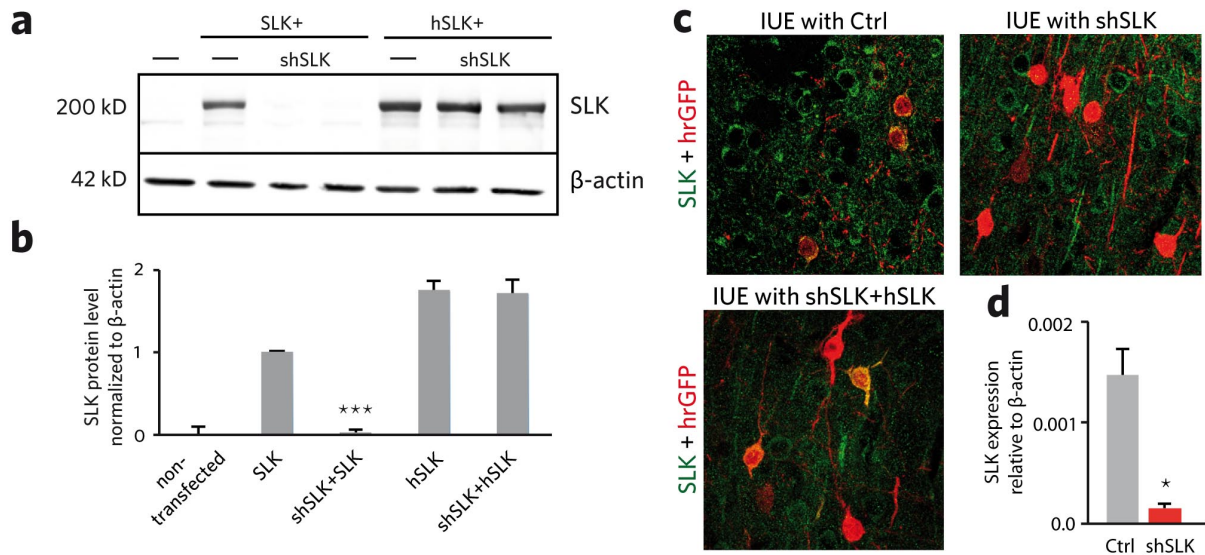 a
SLK+ hSLK+
— — shSLK — shSLK
200 kD SLK
42 kD β-actin
b
SLK protein level
normalized to β-actin
2
1
0
non-
transfected
SLK
shSLK+SLK
hSLK
shSLK+hSLK
***
c
IUE with Ctrl
IUE with shSLK
SLK + hrGFP
IUE with shSLK+hSLK
SLK + hrGFP
d
SLK expression
relative to β-actin
0.002
0.001
0.0
*
Ctrl shSLK